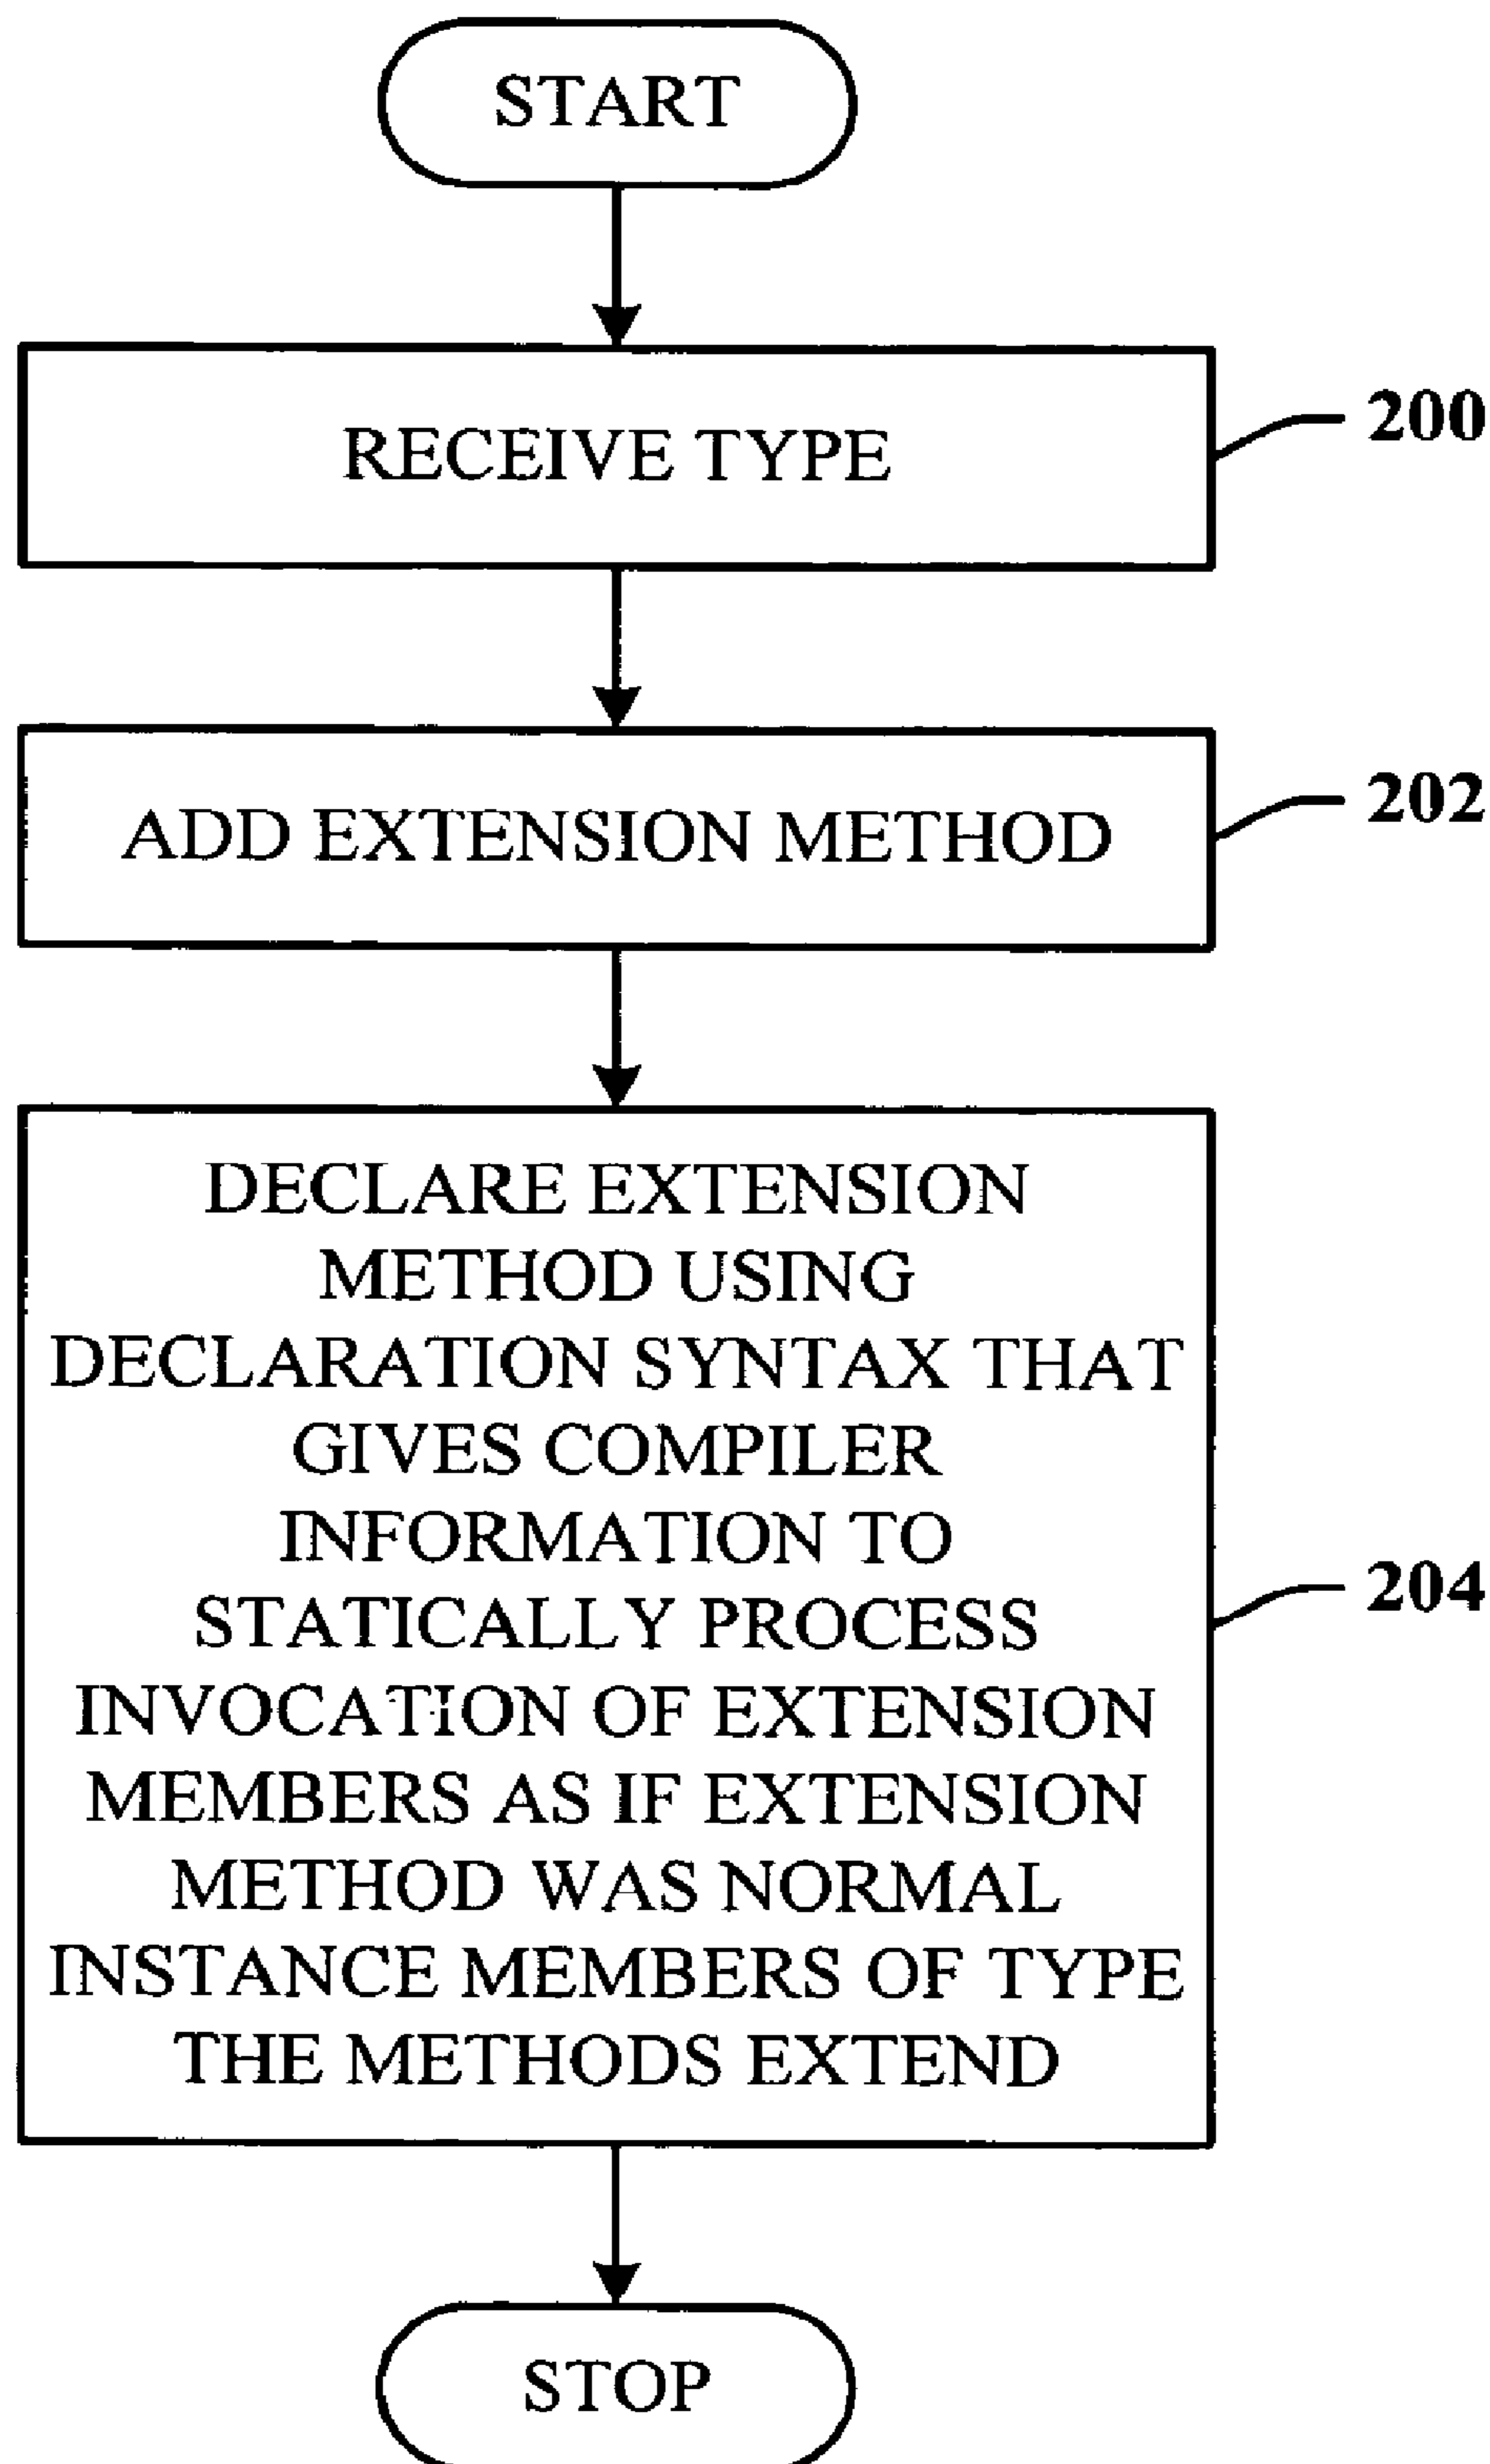 START
RECEIVE TYPE
200
ADD EXTENSION METHOD
202
DECLARE EXTENSION
METHOD USING
DECLARATION SYNTAX THAT
GIVES COMPILER
INFORMATION TO
STATICALLY PROCESS
INVOCATION OF EXTENSION
MEMBERS AS IF EXTENSION
METHOD WAS NORMAL
INSTANCE MEMBERS OF TYPE
THE METHODS EXTEND
204
STOP